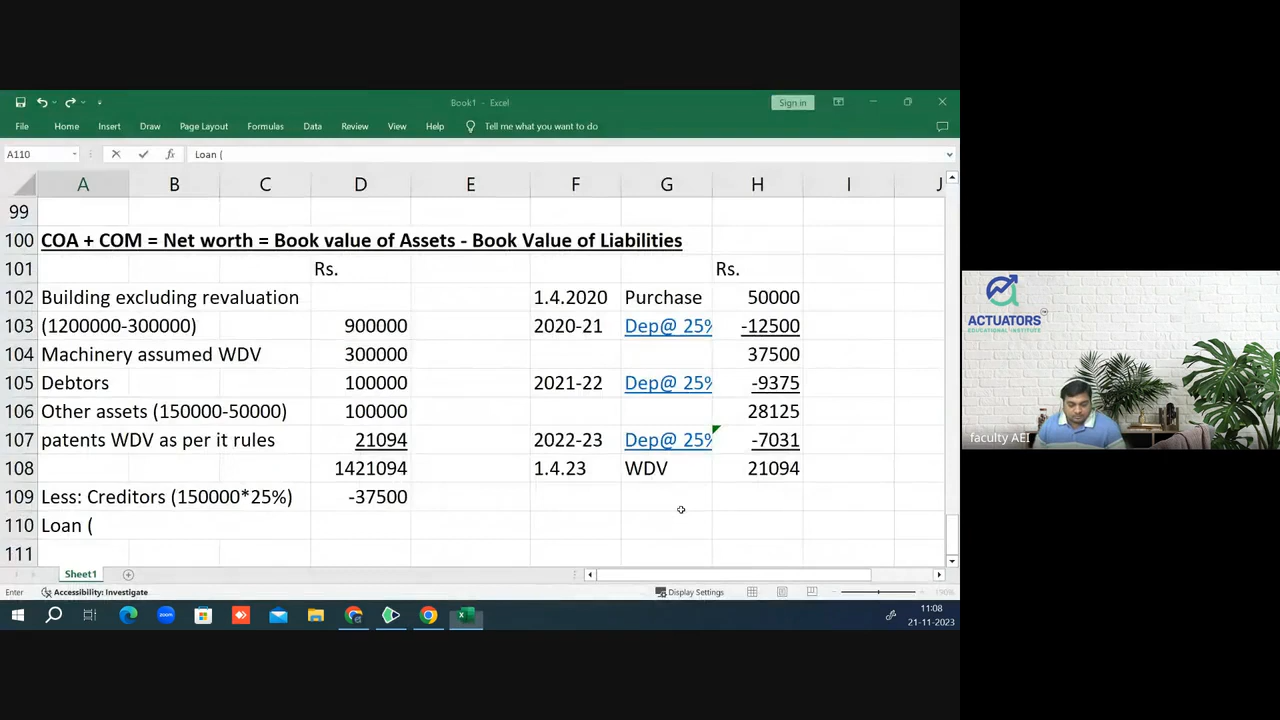 Book1 - Excel
Sign in
File Home Insert Draw Page Layout Formulas Data Review View Help Tell me what you want to do
A110 fx Loan (
A B C D E F G H I J
99
100 COA + COM = Net worth = Book value of Assets - Book Value of Liabilities
101 Rs. Rs.
102 Building excluding revaluation 1.4.2020 Purchase 50000
103 (1200000-300000) 900000 2020-21 Dep@ 25% -12500
104 Machinery assumed WDV 300000 37500
105 Debtors 100000 2021-22 Dep@ 25% -9375
106 Other assets (150000-50000) 100000 28125
107 patents WDV as per it rules 21094 2022-23 Dep@ 25% -7031
108 1421094 1.4.23 WDV 21094
109 Less: Creditors (150000*25%) -37500
110 Loan (
111
Sheet1
Enter Accessibility: Investigate Display Settings 190%
zoom
11:08
21-11-2023
ACTUATORS
EDUCATIONAL INSTITUTE
faculty AEI